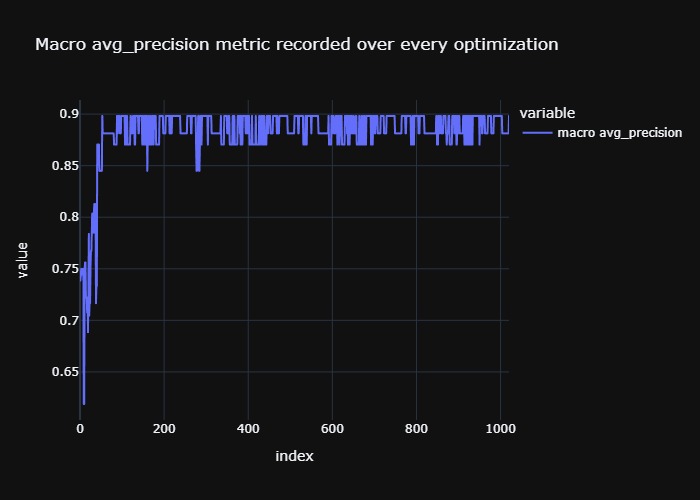 Macro avg_precision metric recorded over every optimization
variable
macro avg_precision
value
0.9
0.85
0.8
0.75
0.7
0.65
0
200
400
600
800
1000
index